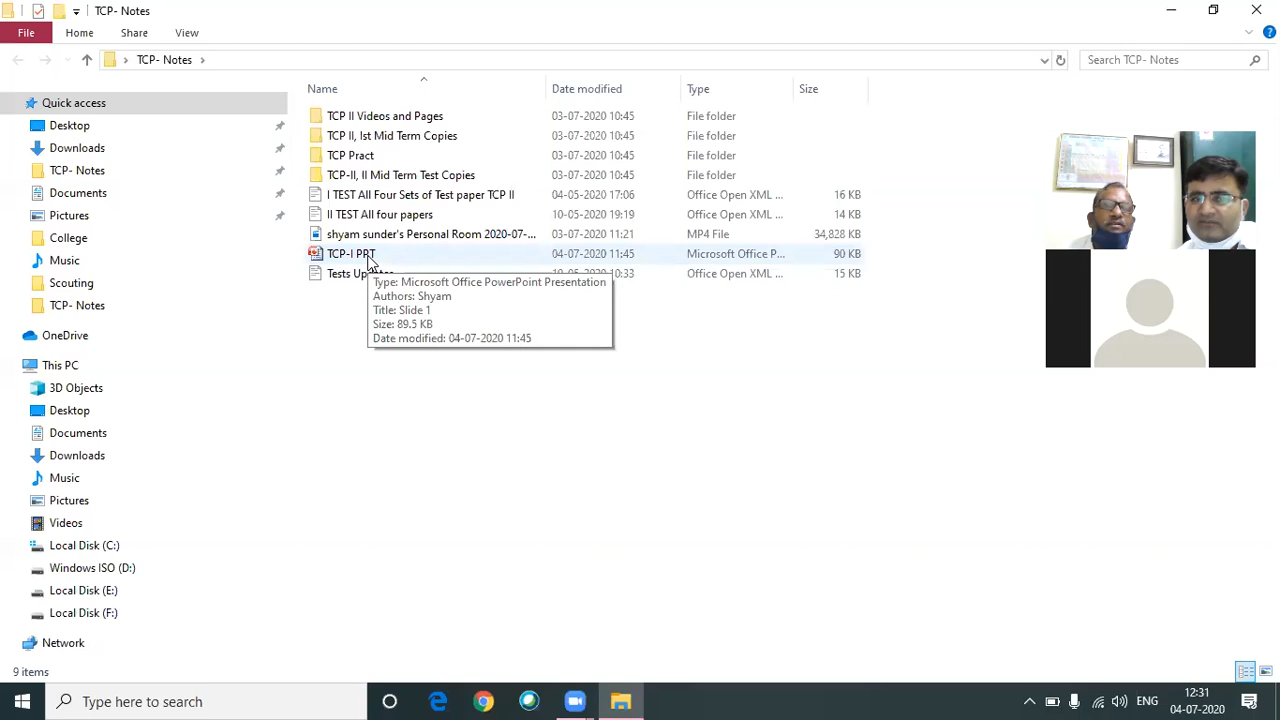 TCP- Notes
File Home Share View
TCP- Notes Search TCP- Notes
Name Date modified Type Size
Quick access
Desktop
Downloads
TCP- Notes
Documents
Pictures
College
Music
Scouting
TCP- Notes
OneDrive
This PC
3D Objects
Desktop
Documents
Downloads
Music
Pictures
Videos
Local Disk (C:)
Windows ISO (D:)
Local Disk (E:)
Local Disk (F:)
Network
TCP II Videos and Pages 03-07-2020 10:45 File folder
TCP II, Ist Mid Term Copies 03-07-2020 10:45 File folder
TCP Pract 03-07-2020 10:45 File folder
TCP-II, II Mid Term Test Copies 03-07-2020 10:45 File folder
I TEST All Four Sets of Test paper TCP II 04-05-2020 17:06 Office Open XML ... 16 KB
II TEST All four papers 10-05-2020 19:19 Office Open XML ... 14 KB
shyam sunder's Personal Room 2020-07-... 03-07-2020 11:21 MP4 File 34,828 KB
TCP-I PPT 04-07-2020 11:45 Microsoft Office P... 90 KB
Tests 10:33 Office Open XML ... 15 KB
Type: Microsoft Office PowerPoint Presentation
Authors: Shyam
Title: Slide 1
Size: 89.5 KB
Date modified: 04-07-2020 11:45
9 items
Type here to search
ENG
12:31
04-07-2020